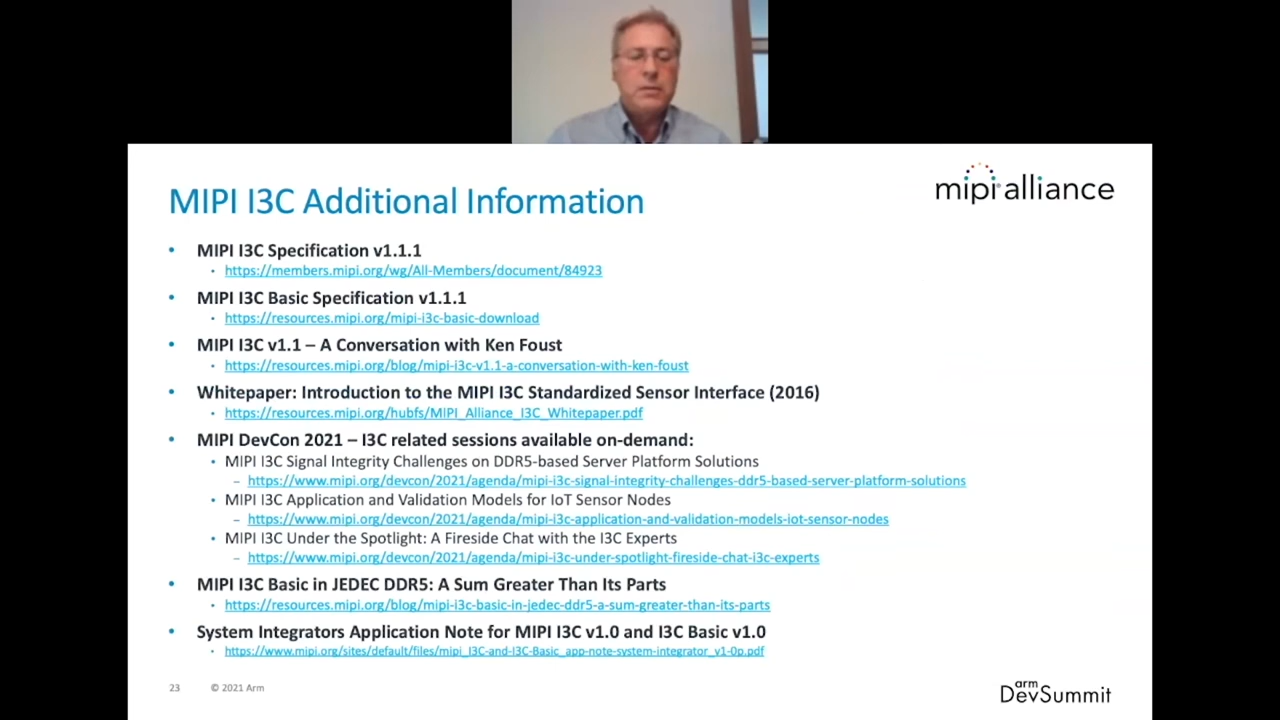 mipi alliance
MIPI I3C Additional Information
• MIPI I3C Specification v1.1.1
• https://members.mipi.org/wg/All-Members/document/84923
• MIPI I3C Basic Specification v1.1.1
• https://resources.mipi.org/mipi-i3c-basic-download
• MIPI I3C v1.1 – A Conversation with Ken Foust
• https://resources.mipi.org/blog/mipi-i3c-v1.1-a-conversation-with-ken-foust
• Whitepaper: Introduction to the MIPI I3C Standardized Sensor Interface (2016)
• https://resources.mipi.org/hubfs/MIPI_Alliance_I3C_Whitepaper.pdf
• MIPI DevCon 2021 – I3C related sessions available on-demand:
• MIPI I3C Signal Integrity Challenges on DDR5-based Server Platform Solutions
– https://www.mipi.org/devcon/2021/agenda/mipi-i3c-signal-integrity-challenges-ddr5-based-server-platform-solutions
• MIPI I3C Application and Validation Models for IoT Sensor Nodes
– https://www.mipi.org/devcon/2021/agenda/mipi-i3c-application-and-validation-models-iot-sensor-nodes
• MIPI I3C Under the Spotlight: A Fireside Chat with the I3C Experts
– https://www.mipi.org/devcon/2021/agenda/mipi-i3c-under-spotlight-fireside-chat-i3c-experts
• MIPI I3C Basic in JEDEC DDR5: A Sum Greater Than Its Parts
• https://resources.mipi.org/blog/mipi-i3c-basic-in-jedec-ddr5-a-sum-greater-than-its-parts
• System Integrators Application Note for MIPI I3C v1.0 and I3C Basic v1.0
• https://www.mipi.org/sites/default/files/mipi_I3C-and-I3C-Basic_app-note-system-integrator_v1-0p.pdf
23 © 2021 Arm
arm
DevSummit